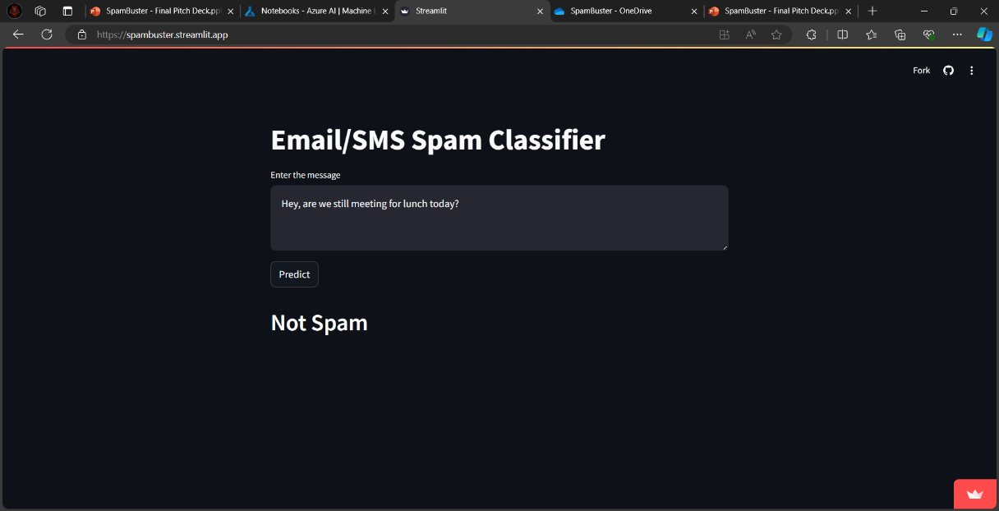 SpamBuster - Final Pitch Deck.ppt
Notebooks - Azure AI | Machine L
Streamlit
SpamBuster - OneDrive
SpamBuster - Final Pitch Deck.pp
https://spambuster.streamlit.app
Fork
Email/SMS Spam Classifier
Enter the message
Hey, are we still meeting for lunch today?
Predict
Not Spam